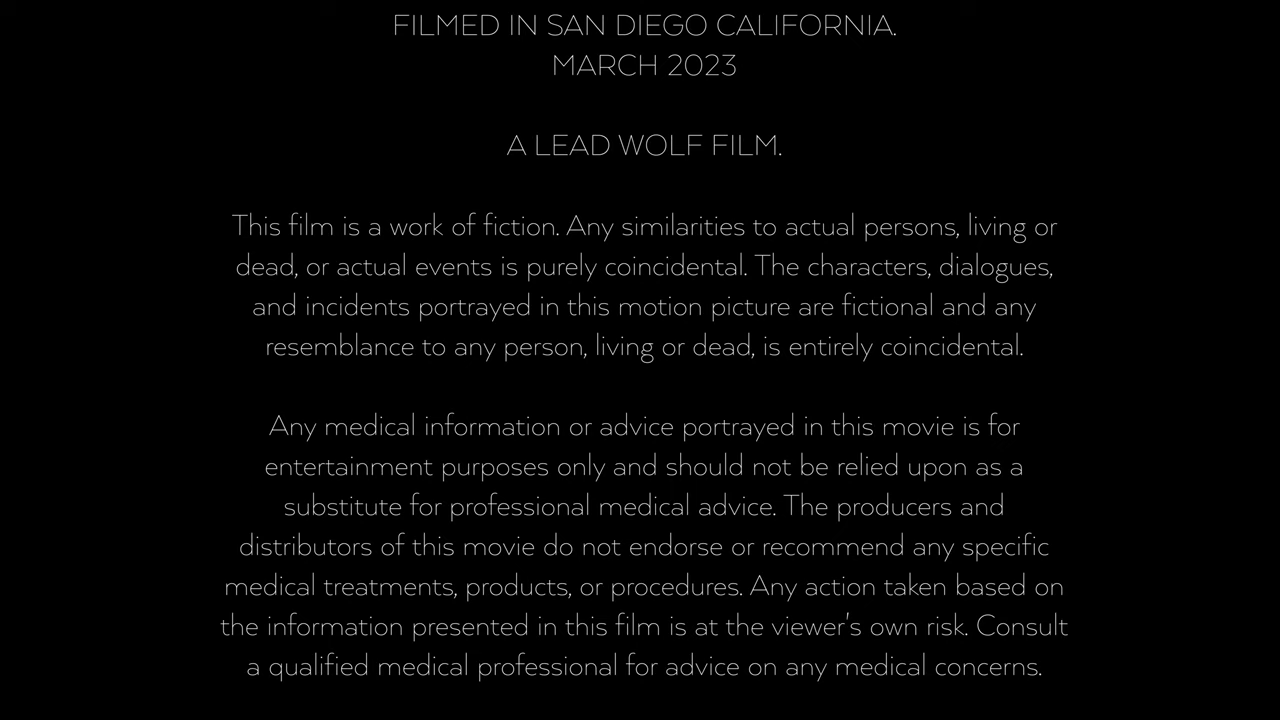 FILMED IN SAN DIEGO CALIFORNIA.
MARCH 2023
A LEAD WOLF FILM.
This film is a work of fiction. Any similarities to actual persons, living or
dead, or actual events is purely coincidental. The characters, dialogues,
and incidents portrayed in this motion picture are fictional and any
resemblance to any person, living or dead, is entirely coincidental.
Any medical information or advice portrayed in this movie is for
entertainment purposes only and should not be relied upon as a
substitute for professional medical advice. The producers and
distributors of this movie do not endorse or recommend any specific
medical treatments, products, or procedures. Any action taken based on
the information presented in this film is at the viewer's own risk. Consult
a qualified medical professional for advice on any medical concerns.